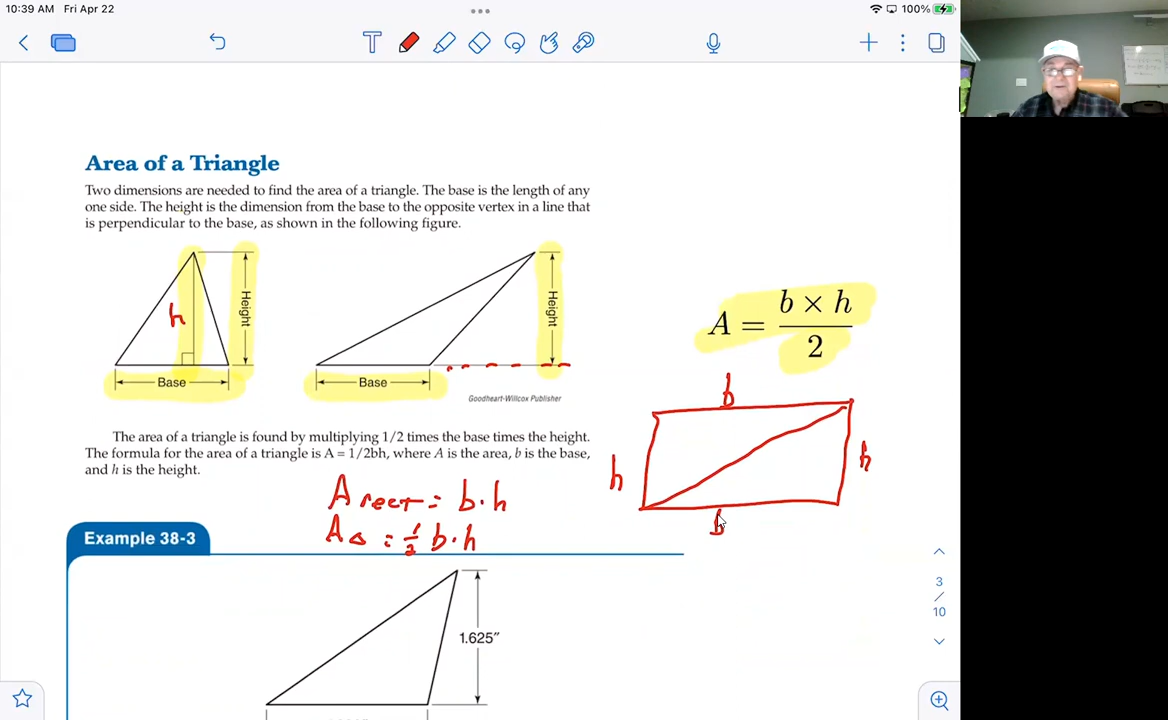 10:39 AM Fri Apr 22
100%
Area of a Triangle
Two dimensions are needed to find the area of a triangle. The base is the length of any
one side. The height is the dimension from the base to the opposite vertex in a line that
is perpendicular to the base, as shown in the following figure.
h
Height
Base
Height
Base
Goodheart-Willcox Publisher
A = b × h / 2
b
h
h
b
The area of a triangle is found by multiplying 1/2 times the base times the height.
The formula for the area of a triangle is A = 1/2bh, where A is the area, b is the base,
and h is the height.
A rect = b·h
A△ = 1/2 b·h
Example 38-3
1.625"
3
/
10